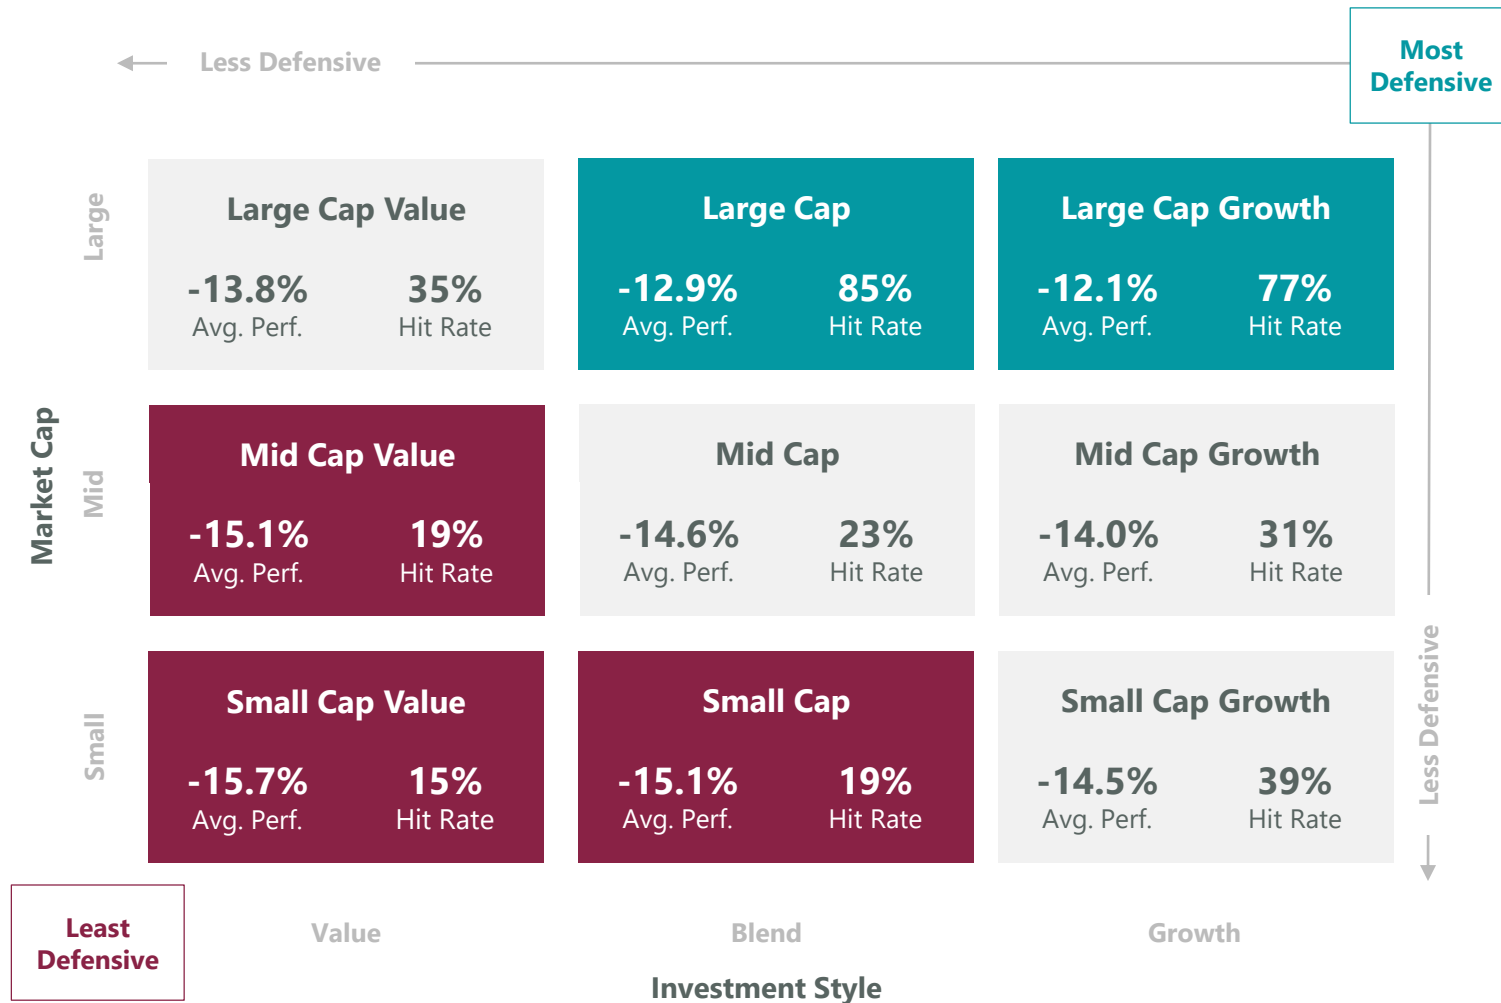 Less Defensive
Most
Defensive
Large
Large Cap Value
-13.8% 35%
Avg. Perf. Hit Rate
Large Cap
-12.9% 85%
Avg. Perf. Hit Rate
Large Cap Growth
-12.1% 77%
Avg. Perf. Hit Rate
Market Cap
Mid
Mid Cap Value
-15.1% 19%
Avg. Perf. Hit Rate
Mid Cap
-14.6% 23%
Avg. Perf. Hit Rate
Mid Cap Growth
-14.0% 31%
Avg. Perf. Hit Rate
Small
Small Cap Value
-15.7% 15%
Avg. Perf. Hit Rate
Small Cap
-15.1% 19%
Avg. Perf. Hit Rate
Small Cap Growth
-14.5% 39%
Avg. Perf. Hit Rate
Less Defensive
Least
Defensive
Value
Blend
Growth
Investment Style